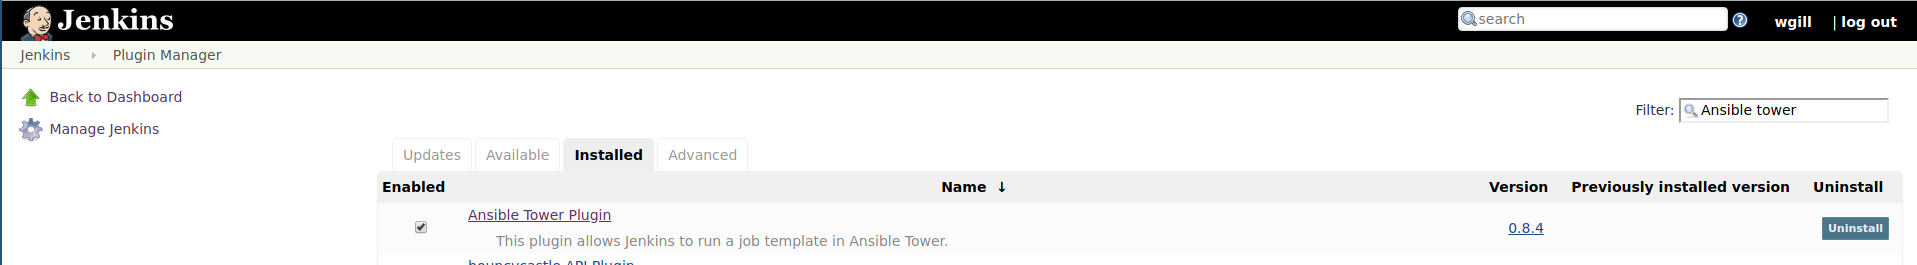 Jenkins
search
wgill | log out
Jenkins Plugin Manager
Back to Dashboard
Manage Jenkins
Filter: Ansible tower
Updates Available Installed Advanced
Enabled Name ↓ Version Previously installed version Uninstall
Ansible Tower Plugin
This plugin allows Jenkins to run a job template in Ansible Tower.
0.8.4
Uninstall
bouncycastle API Plugin